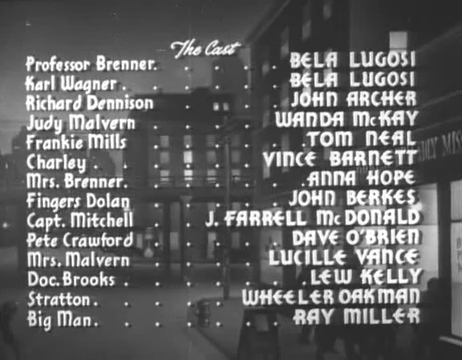 The Cast
Professor Brenner. . . . . BELA LUGOSI
Karl Wagner . . . . . BELA LUGOSI
Richard Dennison . . . . JOHN ARCHER
Judy Malvern . . . . WANDA McKAY
Frankie Mills . . . . . TOM NEAL
Charley . . . . . VINCE BARNETT
Mrs. Brenner. . . . . . ANNA HOPE
Fingers Dolan . . . . . JOHN BERKES
Capt. Mitchell . . J. FARRELL McDONALD
Pete Crawford . . . . . DAVE O'BRIEN
Mrs. Malvern . . . . LUCILLE VANCE
Doc. Brooks . . . . . . LEW KELLY
Stratton . . . . . WHEELER OAKMAN
Big Man . . . . . . . RAY MILLER